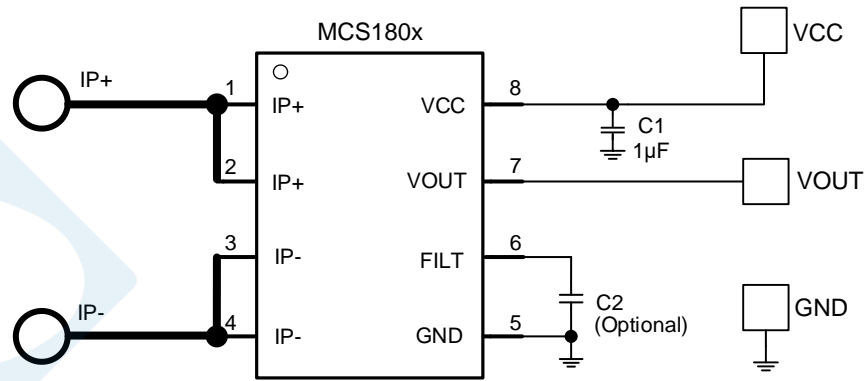 MCS180x
VCC
IP+
1
IP+
VCC
8
C1
1µF
2
IP+
VOUT
7
VOUT
3
IP-
FILT
6
C2
(Optional)
GND
IP-
4
IP-
GND
5